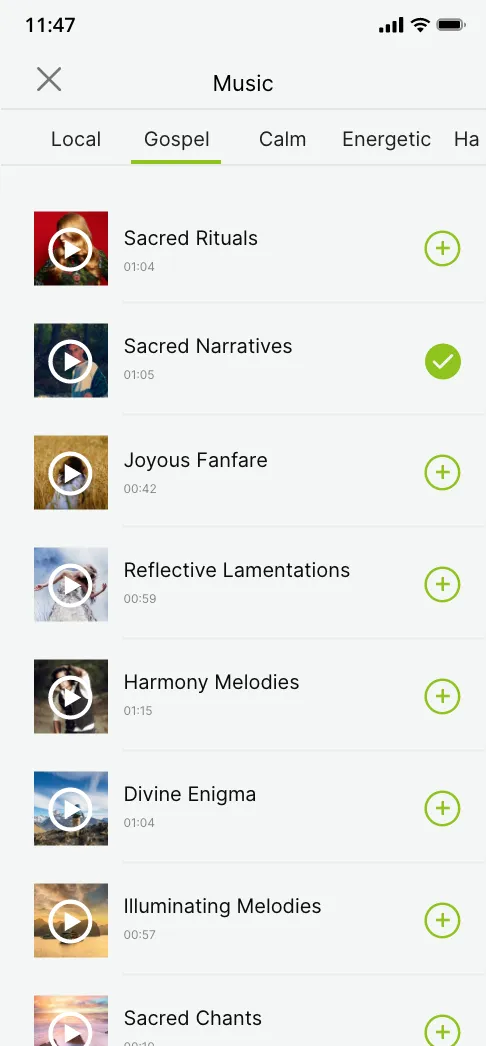 11:47
Music
Local Gospel Calm Energetic Ha
Sacred Rituals
01:04
Sacred Narratives
01:05
Joyous Fanfare
00:42
Reflective Lamentations
00:59
Harmony Melodies
01:15
Divine Enigma
01:04
Illuminating Melodies
00:57
Sacred Chants